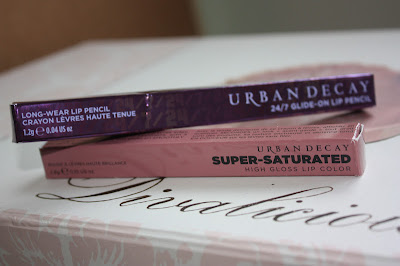 LONG-WEAR LIP PENCIL
CRAYON LÈVRES HAUTE TENUE
1.2g ℮ 0.04 US oz
URBAN DECAY
24/7 GLIDE-ON LIP PENCIL
URBAN DECAY
SUPER-SATURATED
HIGH GLOSS LIP COLOR
Divalicious